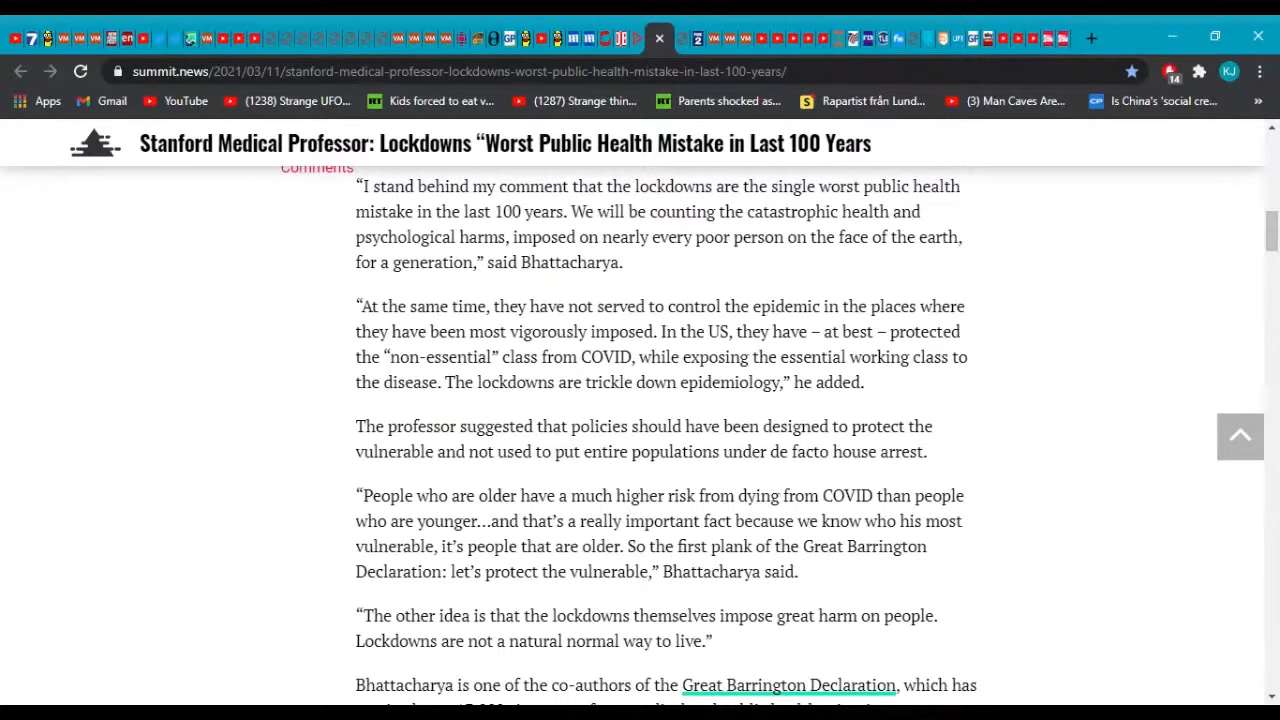 summit.news/2021/03/11/stanford-medical-professor-lockdowns-worst-public-health-mistake-in-last-100-years/
14
KJ
Apps Gmail YouTube (1238) Strange UFO... RT Kids forced to eat v... (1287) Strange thin... RT Parents shocked as... S Rapartist från Lund... (3) Man Caves Are... CP Is China's 'social cre... »
Stanford Medical Professor: Lockdowns “Worst Public Health Mistake in Last 100 Years
Comments
“I stand behind my comment that the lockdowns are the single worst public health
mistake in the last 100 years. We will be counting the catastrophic health and
psychological harms, imposed on nearly every poor person on the face of the earth,
for a generation,” said Bhattacharya.
“At the same time, they have not served to control the epidemic in the places where
they have been most vigorously imposed. In the US, they have – at best – protected
the “non-essential” class from COVID, while exposing the essential working class to
the disease. The lockdowns are trickle down epidemiology,” he added.
The professor suggested that policies should have been designed to protect the
vulnerable and not used to put entire populations under de facto house arrest.
“People who are older have a much higher risk from dying from COVID than people
who are younger…and that’s a really important fact because we know who his most
vulnerable, it’s people that are older. So the first plank of the Great Barrington
Declaration: let’s protect the vulnerable,” Bhattacharya said.
“The other idea is that the lockdowns themselves impose great harm on people.
Lockdowns are not a natural normal way to live.”
Bhattacharya is one of the co-authors of the Great Barrington Declaration, which has